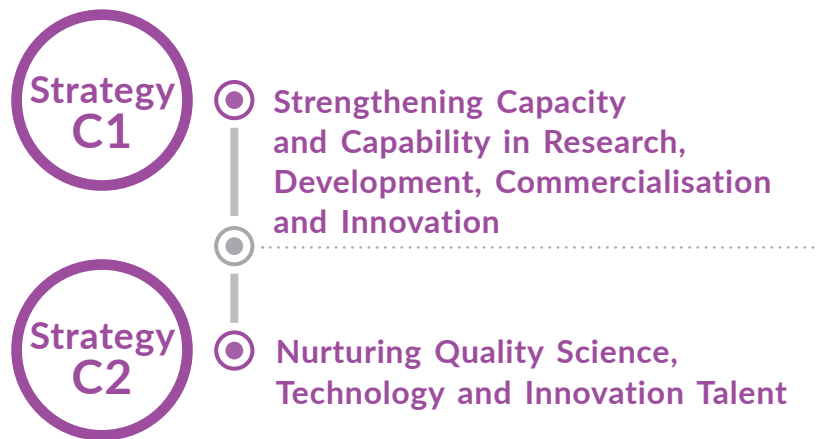 Strategy
C1
Strengthening Capacity
and Capability in Research,
Development, Commercialisation
and Innovation
Strategy
C2
Nurturing Quality Science,
Technology and Innovation Talent